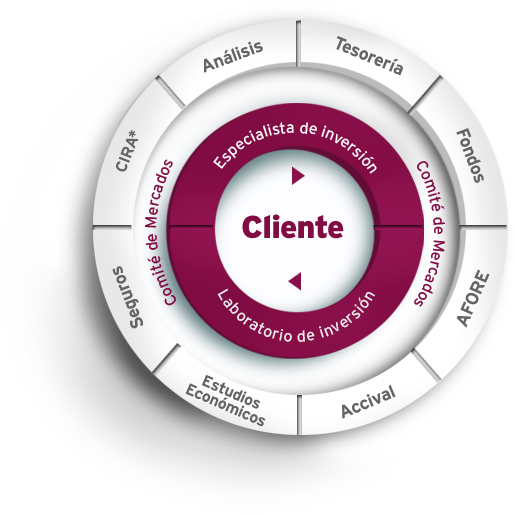 Análisis
Tesorería
CIRA*
Fondos
Especialista de inversión
Comité de Mercados
Comité de Mercados
Cliente
Seguros
AFORE
Laboratorio de inversión
Estudios
Económicos
Accival